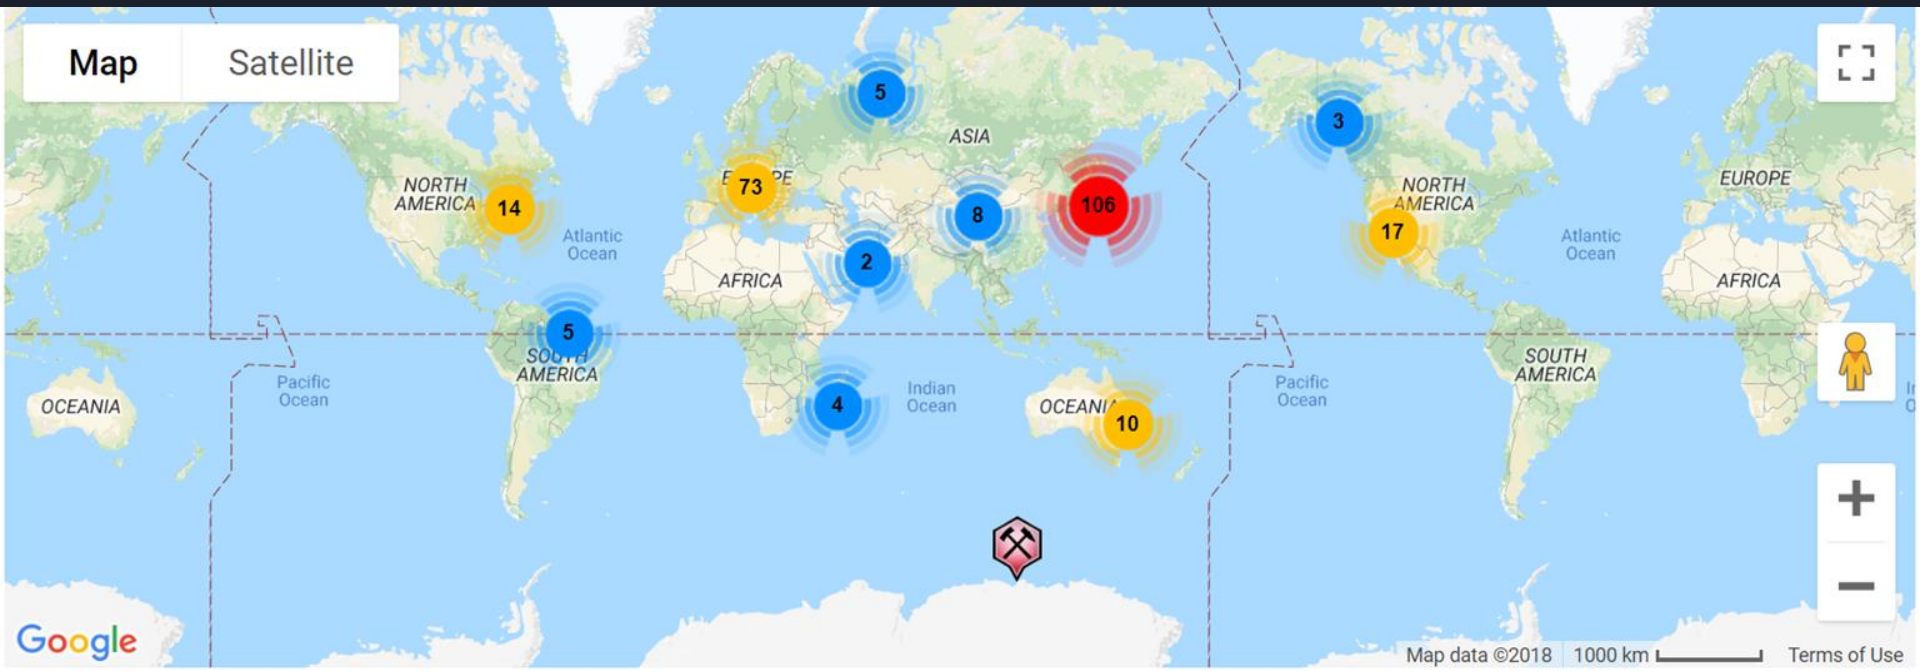 Map
Satellite
5
3
ASIA
NORTH
AMERICA
14
73
8
106
NORTH
AMERICA
17
EUROPE
Atlantic
Ocean
2
AFRICA
Atlantic
Ocean
AFRICA
5
SOUTH
AMERICA
SOUTH
AMERICA
Pacific
Ocean
OCEANIA
4
Indian
Ocean
OCEANIA
10
Pacific
Ocean
Google
Map data ©2018
1000 km
Terms of Use